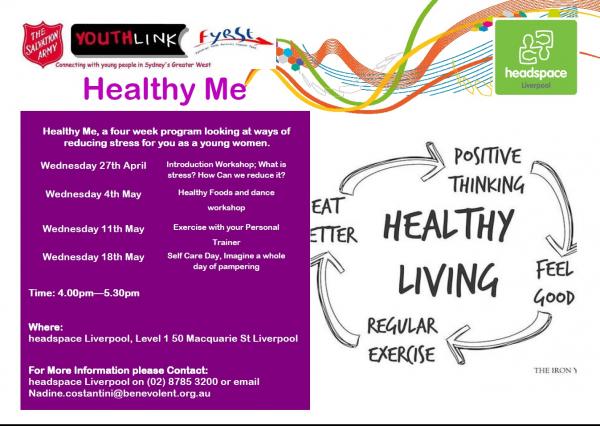 THE
SALVATION
ARMY
YOUTHLINK
FYRST
Connecting with young people in Sydney's Greater West
headspace
Liverpool
Healthy Me
Healthy Me, a four week program looking at ways of
reducing stress for you as a young women.
Wednesday 27th April Introduction Workshop; What is
stress? How Can we reduce it?
Wednesday 4th May Healthy Foods and dance
workshop
Wednesday 11th May Exercise with your Personal
Trainer
Wednesday 18th May Self Care Day, Imagine a whole
day of pampering
Time: 4.00pm—5.30pm
Where:
headspace Liverpool, Level 1 50 Macquarie St Liverpool
For More Information please Contact:
headspace Liverpool on (02) 8785 3200 or email
Nadine.costantini@benevolent.org.au
POSITIVE
THINKING
EAT
ETTER
HEALTHY
LIVING
FEEL
GOOD
REGULAR
EXERCISE
THE IRON Y